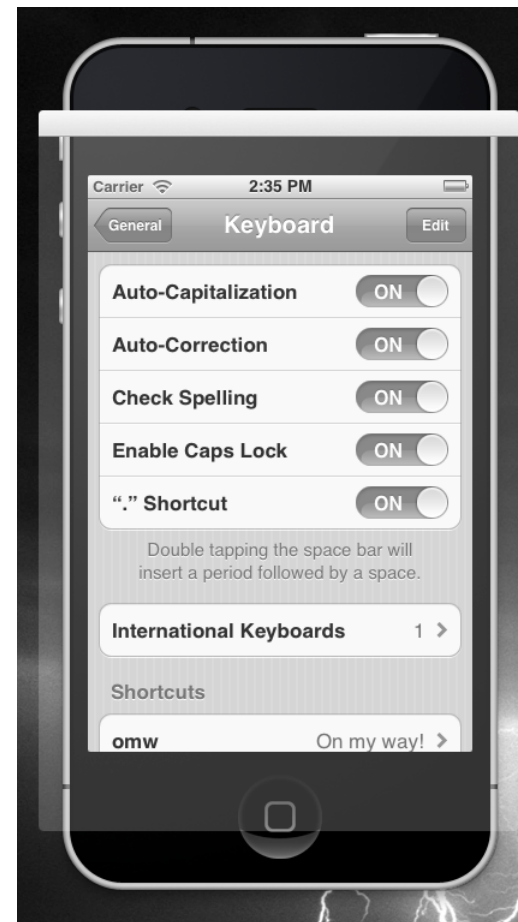 Carrier 2:35 PM
General Keyboard Edit
Auto-Capitalization ON
Auto-Correction ON
Check Spelling ON
Enable Caps Lock ON
“.” Shortcut ON
Double tapping the space bar will
insert a period followed by a space.
International Keyboards 1
Shortcuts
omw On my way!